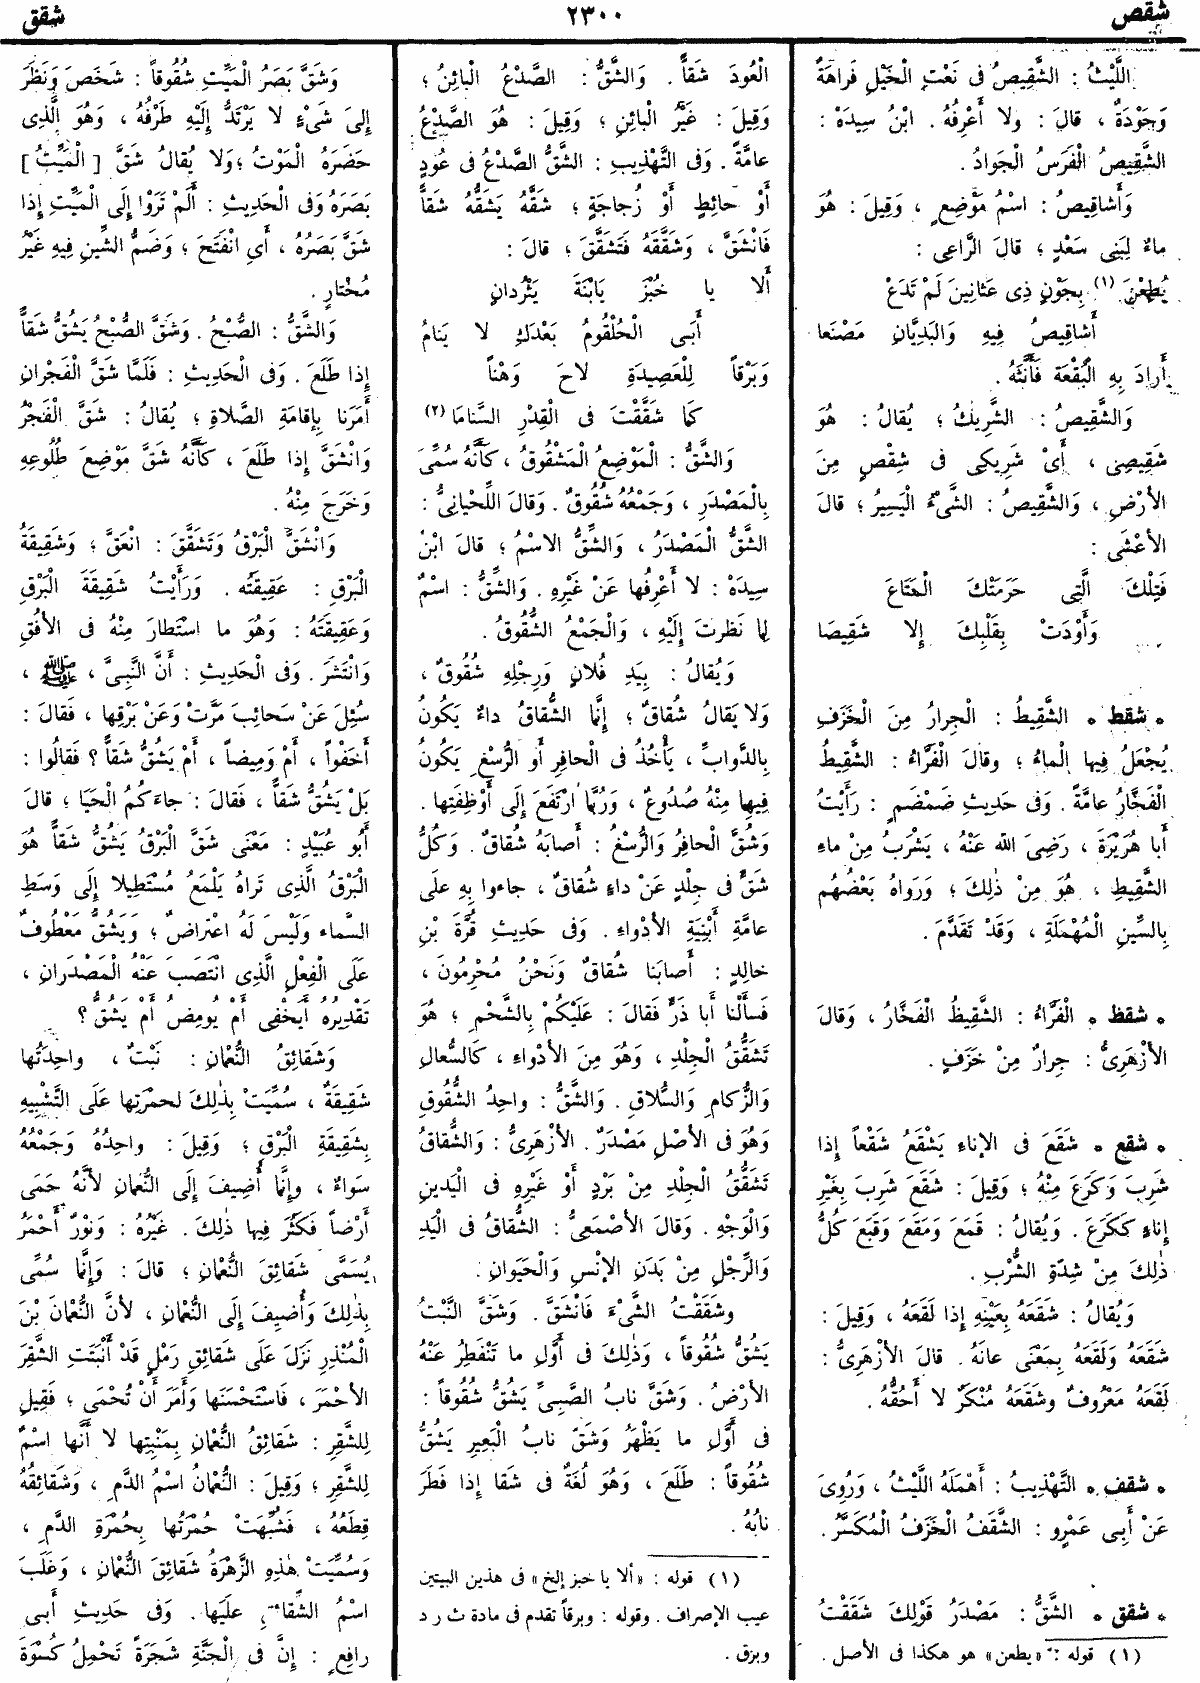 شقص
٢٣٠٠
شقق
اللَّيْثُ : الشَّقِيصُ فى نَعْتِ الْخَيْلِ فَراهَةٌ
وَجَوْدَةٌ ، قالَ : ولا أَعْرِفُهُ . ابْنُ سِيدَهْ :
الشَّقِيصُ الْفَرَسُ الْجَوادُ .
وَأَشاقِيصُ : اسْمُ مَوْضِعٍ ، وَقِيلَ : هُوَ
ماءٌ لِبَنِى سَعْدٍ ؛ قالَ الرَّاعِى :
يُطِعْنَ (١) بِجَوْنٍ ذِى عَثانِينَ لَمْ تَدَعْ
أَشاقِيصُ فِيهِ وَالبَدِيَّانِ مَصْنَعا
أَرادَ بِهِ الْبُقْعَةَ فَأَنَّثَهُ .
وَالشَّقِيصُ : الشَّرِيكُ ؛ يُقالُ : هُوَ
شَقِيصِى ، أَىْ شَرِيكِى فى شِقْصٍ مِنَ
الأَرْضِ ، وَالشَّقِيصُ : الشَّىْءُ الْيَسِيرُ ؛ قالَ
الأَعْشَى :
فَتِلْكَ الَّتِى حَرَمَتْكَ الْمَتَاعَ
وَأَوْدَتْ بِقَلْبِكَ إِلا شَقِيصَا
• شقط • الشَّقِيطُ : الْجِرارُ مِنَ الْخَزَفِ
يُجْعَلُ فِيها الْماءُ ؛ وقالَ الفَرَّاءُ : الشَّقِيطُ
الْفَخَّارُ عامَّةً . وَفى حَدِيثِ ضَمْضَمٍ : رَأَيْتُ
أَبا هُرَيْرَةَ ، رَضِىَ الله عَنْهُ ، يَشْرَبُ مِنْ ماءِ
الشَّقِيطِ ، هُوَ مِنْ ذٰلِكَ ؛ وَرَواهُ بَعْضُهُم
بِالسِّينِ الْمُهْمَلَةِ ، وَقَدْ تَقَدَّمَ .
• شقظ • الْفَرَّاءُ : الشَّقِيظُ الْفَخَّارُ ، وَقالَ
الأَزْهَرِىُّ : جِرارٌ مِنْ خَزَفٍ .
• شقع • شَقَعَ فى الإناءِ يَشْقَعُ شَقْعاً إِذا
شَرِبَ وَكَرَعَ مِنْهُ ؛ وَقِيلَ : شَقَعَ شَرِبَ بِغَيْرِ
إِناءٍ كَكَرَعَ . وَيُقالُ : قَمَعَ وَمَقَعَ وَقَبَعَ كُلُّ
ذٰلِكَ مِنْ شِدَّةِ الشُّرْبِ .
وَيُقالُ : شَقَعَهُ بِعَيْنِهِ إِذا لَقَعَهُ ، وَقِيلَ :
شَقَعَهُ وَلَقَعَهُ بِمَعْنَى عانَهُ . قالَ الأَزْهَرِىُّ :
لَقَعَهُ مَعْرُوفٌ وشَقَعَهُ مُنْكَرٌ لا أَحُقُّهُ .
• شقف • التَّهْذِيبُ : أَهْمَلَهُ اللَّيْثُ ، وَرُوِىَ
عَنْ أَبِى عَمْرٍو : الشَّقَفُ الْخَزَفُ الْمُكَسَّرُ .
• شقق • الشَّقُّ : مَصْدَرُ قَوْلِكَ شَقَقْتُ
(١) قوله : «يطعن» هو هكذا فى الأصل .
الْعُودَ شَقاًّ . وَالشَّقُّ : الصَّدْعُ الْبائِنُ ؛
وَقِيلَ : غَيْرُ الْبائِنِ ؛ وَقِيلَ : هُوَ الصَّدْعُ
عامَّةً . وَفى التَّهْذِيبِ : الشَّقُّ الصَّدْعُ فى عُودٍ
أَوْ حائِطٍ أَوْ زُجاجَةٍ ؛ شَقَّهُ يَشُقُّهُ شَقاًّ
فَانْشَقَّ ، وَشَقَّقَهُ فَتَشَقَّقَ ؛ قالَ :
أَلا يا خُبْزَ يَابْنَةَ يَثْرُدانٍ
أَبَى الْحُلْقُومُ بَعْدَكِ لا يَنامُ
وَبَرْقاً لِلْعَصِيدَةِ لاحَ وَهْناً
كَمَا شَقَّقْتَ فى الْقِدْرِ السَّنامَا (٢)
وَالشَّقُّ : الْمَوْضِعُ الْمَشْقُوقُ ، كَأَنَّهُ سُمِّىَ
بِالْمَصْدَرِ ، وَجَمْعُهُ شُقُوقٌ . وَقالَ اللِّحْيانِىُّ :
الشَّقُّ الْمَصْدَرُ ، وَالشِّقُّ الاسْمُ ؛ قالَ ابْنُ
سِيدَهْ : لا أَعْرِفُها عَنْ غَيْرِهِ . وَالشِّقُّ : اسْمٌ
لِمَا نَظَرتَ إِلَيْهِ ، وَالْجَمْعُ الشُّقُوقُ .
وَيُقالُ : بِيَدِ فُلانٍ وَرِجْلِهِ شُقُوقٌ ،
وَلا يَقالُ شُقاقٌ ؛ إِنَّما الشُّقاقُ داءٌ يَكُونُ
بِالدَّوابِّ ، يَأْخُذُ فى الْحافِرِ أَوِ الرُّسْغِ يَكُونُ
فِيهِما مِنْهُ صُدُوعٌ ، وَرُبَّما ارْتَفَعَ إِلَى أَوْظِفَتِها .
وَشُقَّ الْحافِرُ وَالرُّسْغُ : أَصابَهُ شُقاقٌ . وَكُلُّ
شَقٍّ فى جِلْدٍ عَنْ داءٍ شُقاقٌ ، جاءوا بِهِ عَلَى
عامَّةِ أَبْنِيَةِ الأَدْواءِ . وَفى حَدِيثِ قُرَّةَ بْنِ
خالِدٍ : أَصابَنا شُقاقٌ وَنَحْنُ مُحْرِمُونَ ،
فَسَأَلْنا أَبا ذَرٍّ فَقالَ : عَلَيْكُمْ بِالشَّحْمِ ؛ هُوَ
تَشَقُّقُ الْجِلْدِ ، وَهُوَ مِنَ الأَدْواءِ ، كَالسُّعالِ
وَالزُّكامِ وَالسُّلاقِ . وَالشَّقُّ : واحِدُ الشُّقُوقِ
وَهُوَ فى الأَصْلِ مَصْدَرٌ . الأَزْهَرِىُّ : وَالشُّقاقُ
تَشَقُّقُ الْجِلْدِ مِنْ بَرْدٍ أَوْ غَيْرِهِ فى الْيَدَينِ
وَالْوَجْهِ . وَقالَ الأَصْمَعِىُّ : الشُّقاقُ فى الْيَدِ
وَالرِّجْلِ مِنْ بَدَنِ الإِنْسِ وَالْحَيَوانِ .
وشَقَقْتُ الشَّىْءَ فَانْشَقَّ . وَشَقَّ النَّبْتُ
يَشُقُّ شُقُوقاً ، وَذٰلِكَ فى أَوَّلِ ما تَنْفَطِرُ عَنْهُ
الأَرْضُ . وَشَقَّ نابُ الصَّبِىِّ يَشُقُّ شُقُوقاً :
فى أَوَّلِ ما يَظْهَرُ وَشَقَّ نابُ الْبَعِيرِ يَشُقُّ
شُقُوقاً : طَلَعَ ، وَهُوَ لُغَةٌ فى شَقا إِذا فَطَرَ
نابُهُ .
(١) قوله : «ألا يا خبز إلخ» فى هذين البيتين
عيب الإصراف . وقوله : وبرقاً تقدم فى مادة ث ر د
وبزق .
وَشَقَّ بَصَرُ الْمَيِّتِ شُقُوقاً : شَخَصَ وَنَظَرَ
إِلَى شَىْءٍ لا يَرْتَدُّ إِلَيْهِ طَرْفُهُ ، وَهُوَ الَّذِى
حَضَرَهُ الْمَوْتُ ؛ وَلا يُقالُ شَقَّ [ الْمَيِّتُ ]
بَصَرَهُ وَفى الْحَدِيثِ : أَلَمْ تَرَوْا إِلَى الْمَيِّتِ إِذا
شَقَّ بَصَرُهُ ، أَىِ انْفَتَحَ ؛ وَضَمُّ الشِّينِ فِيهِ غَيْرُ
مُخْتارٍ .
وَالشَّقُّ : الصُّبْحُ . وَشَقَّ الصُّبْحُ يَشُقُّ شَقاًّ
إِذا طَلَعَ . وَفى الْحَدِيثِ : فَلَمَّا شَقَّ الْفَجْرانِ
أَمَرَنا بِإِقامَةِ الصَّلاةِ ؛ يُقالُ : شَقَّ الْفَجْرُ
وَانْشَقَّ إِذا طَلَعَ ، كَأَنَّهُ شَقَّ مَوْضِعَ طُلُوعِهِ
وَخَرَجَ مِنْهُ .
وَانْشَقَّ الْبَرْقُ وَتَشَقَّقَ : انْعَقَّ ؛ وَشَقِيقَةُ
الْبَرْقِ : عَقِيقَتُه . وَرَأَيْتُ شَقِيقَةَ الْبَرْقِ
وَعَقِيقَتَهُ : وَهُوَ ما اسْتَطارَ مِنْهُ فى الأُفُقِ
وَانْتَشَرَ . وَفى الْحَدِيثِ : أَنَّ النَّبِىَّ ، ﷺ ،
سُئِلَ عَنْ سَحائِبَ مَرَّتْ وَعَنْ بَرْقِها ، فَقالَ :
أَخَفْواً ، أَمْ وَمِيضاً ، أَمْ يَشُقُّ شَقاًّ ؟ فَقالُوا :
بَلْ يَشُقُّ شَقاًّ ، فَقالَ : جاءَكُمُ الْحَيَا ؛ قالَ
أَبُو عُبَيْدٍ : مَعْنَى شَقَّ الْبَرْقُ يَشُقُّ شَقاًّ هُوَ
الْبَرْقُ الَّذِى تَراهُ يَلْمَعُ مُسْتَطِيلا إِلَى وَسَطِ
السَّماءِ وَلَيْسَ لَهُ اعْتِراضٌ ؛ وَيَشُقُّ مَعْطُوفٌ
عَلَى الْفِعْلِ الَّذِى انْتَصَبَ عَنْهُ الْمَصْدَرانِ ،
تَقْدِيرُهُ أَيَخْفِى أَمْ يُومِضُ أَمْ يَشُقُّ ؟
وَشَقائِقُ النُّعْمانِ : نَبْتٌ ، واحِدَتُها
شَقِيقَةٌ ، سُمِّيَتْ بِذٰلِكَ لحمْرَتِها عَلَى التَّشْبِيهِ
بِشَقِيقَةِ الْبَرْقِ ؛ وَقِيلَ : واحِدُهُ وَجَمْعُهُ
سَواءٌ ، وإِنَّما أُضِيفَ إِلَى النُّعْمانِ لأَنَّهُ حَمَى
أَرْضاً فَكَثُرَ فِيها ذٰلِكَ . غَيْرُهُ : وَنَوْرٌ أَحْمَرُ
يُسَمَّى شَقائِقَ النُّعْمانِ ؛ قالَ : وَإِنَّما سُمِّىَ
بِذٰلِكَ وَأُضِيفَ إِلَى النُّعْمانِ ، لأَنَّ النُّعْمانَ بْنَ
الْمُنْذِرِ نَزَلَ عَلَى شَقائِقِ رَمْلٍ قَدْ أَنْبَتَتِ الشَّقِرَ
الأَحْمَرَ ، فَاسْتَحْسَنَها وَأَمَرَ أَنْ تُحْمَى ؛ فَقِيلَ
لِلشَّقِرِ : شَقائِقُ النُّعْمانِ بِمَنْبِتِها لا أَنَّها اسْمٌ
لِلشَّقِرِ ؛ وَقِيلَ : النُّعْمانُ اسْمُ الدَّمِ ، وَشَقائِقُهُ
قِطَعُهُ ، فَشُبِّهَتْ حُمْرَتُها بِحُمْرَةِ الدَّمِ ،
وَسُمِّيَتْ هٰذِهِ الزَّهْرَةُ شَقائِقَ النُّعْمانِ ، وَغَلَبَ
اسْمُ الشَّقائِقِ عَلَيها . وَفى حَدِيثِ أَبِى
رافِعٍ : إِنَّ فى الْجَنَّةِ شَجَرَةً تَحْمِلُ كُسْوَةَ